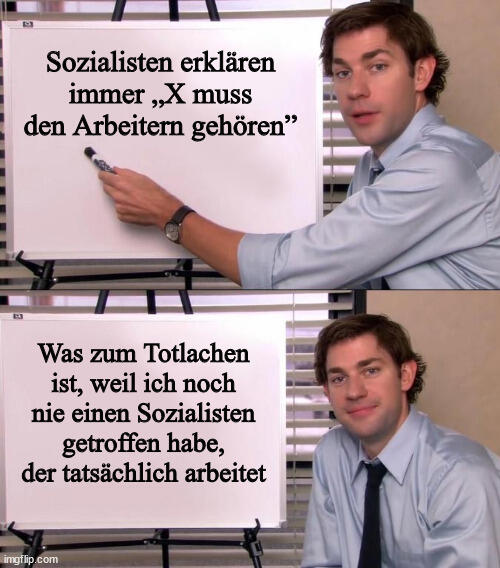 Sozialisten erklären
immer „X muss
den Arbeitern gehören”
Was zum Totlachen
ist, weil ich noch
nie einen Sozialisten
getroffen habe,
der tatsächlich arbeitet
imgflip.com